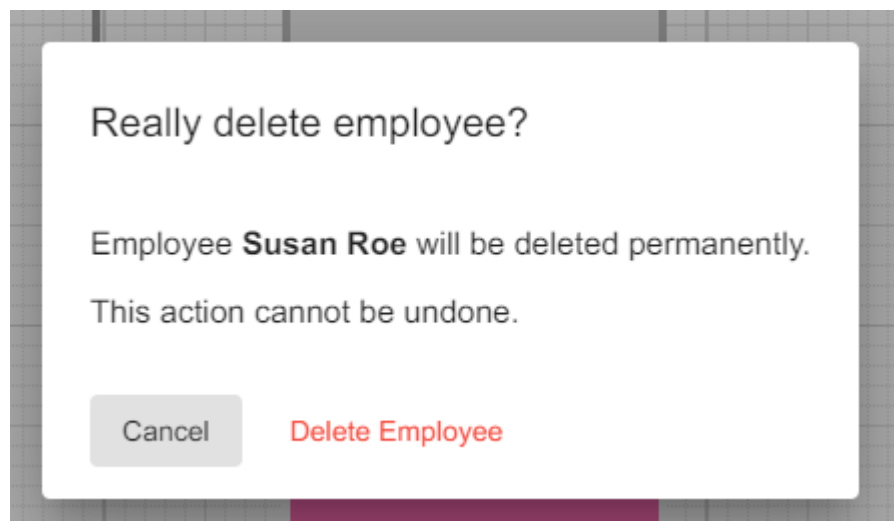 Really delete employee?
Employee Susan Roe will be deleted permanently.
This action cannot be undone.
Cancel Delete Employee